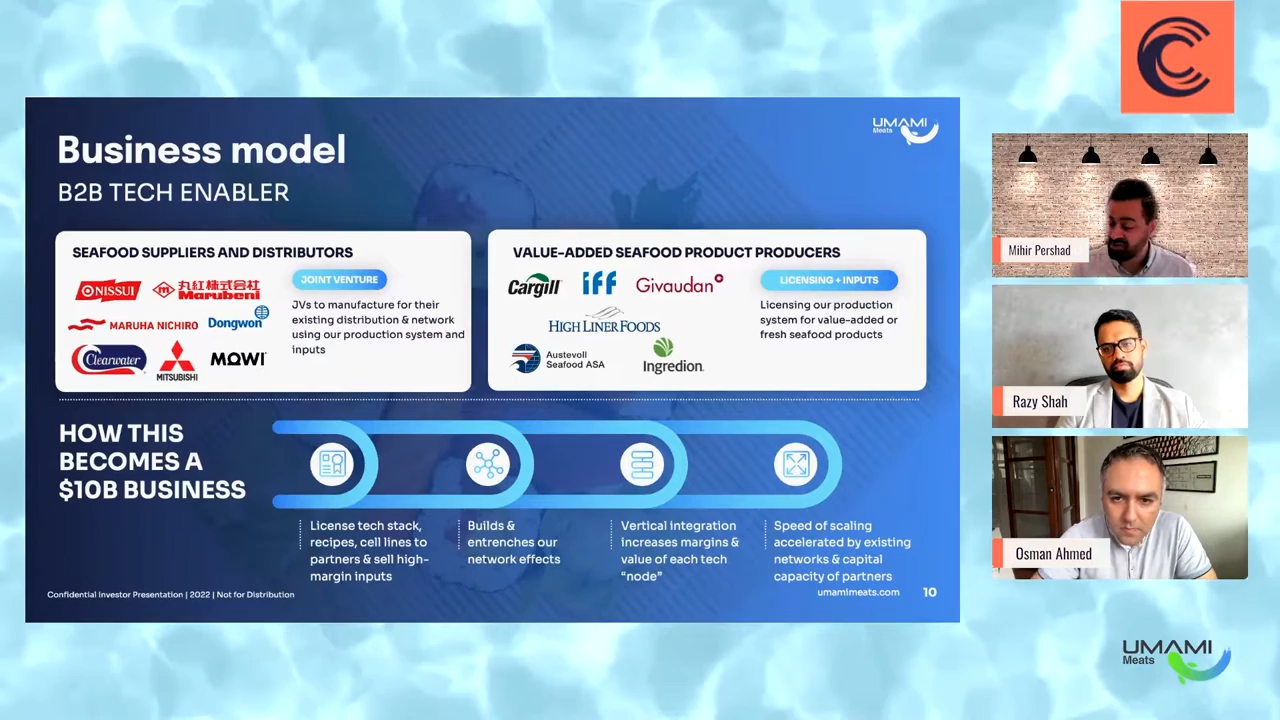 UMAMI
Meats
Business model
B2B TECH ENABLER
SEAFOOD SUPPLIERS AND DISTRIBUTORS
NISSUI
丸紅株式会社
Marubeni
MARUHA NICHIRO
Dongwon
Clearwater
MITSUBISHI
MOWI
JOINT VENTURE
JVs to manufacture for their
existing distribution & network
using our production system and
inputs
VALUE-ADDED SEAFOOD PRODUCT PRODUCERS
Cargill
iff
Givaudan
HIGH LINER FOODS
Austevoll
Seafood ASA
Ingredion
LICENSING + INPUTS
Licensing our production
system for value-added or
fresh seafood products
HOW THIS
BECOMES A
$10B BUSINESS
License tech stack,
recipes, cell lines to
partners & sell high-
margin inputs
Builds &
entrenches our
network effects
Vertical integration
increases margins &
value of each tech
“node”
Speed of scaling
accelerated by existing
networks & capital
capacity of partners
Confidential Investor Presentation | 2022 | Not for Distribution
umamimeats.com
10
Mihir Pershad
Razy Shah
Osman Ahmed
UMAMI
Meats